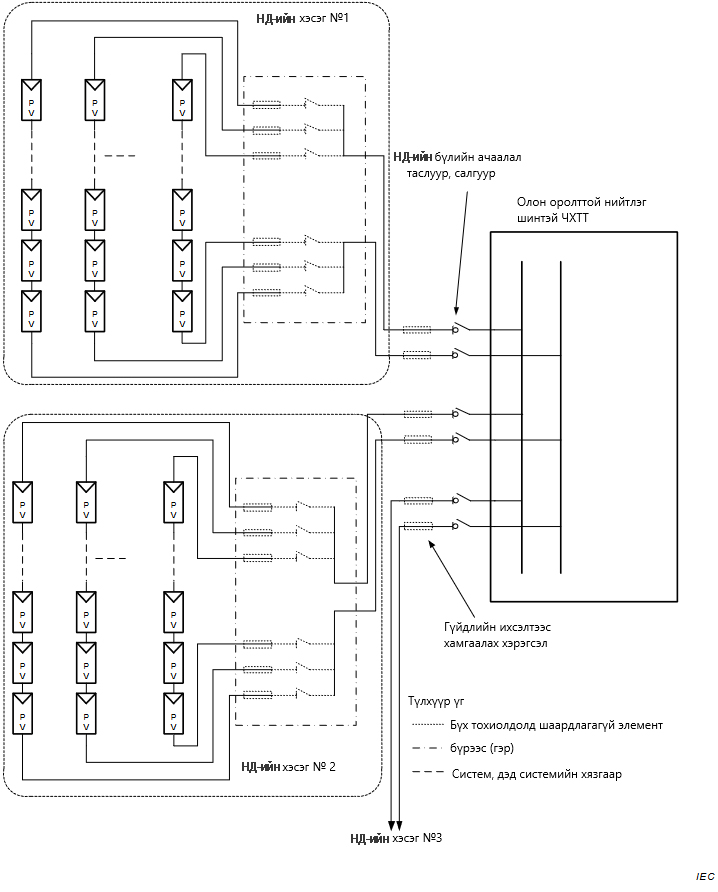 НД-ийн хэсэг №1
P
V
P
V
P
V
P
V
P
V
P
V
P
V
P
V
P
V
P
V
P
V
P
V
НД-ийн бүлийн ачаалал
таслуур, салгуур
Олон оролттой нийтлэг
шинтэй ЧХТТ
P
V
P
V
P
V
P
V
P
V
P
V
P
V
P
V
P
V
P
V
P
V
P
V
НД-ийн хэсэг № 2
Гүйдлийн ихсэлтээс
хамгаалах хэрэгсэл
Түлхүүр үг
Бүх тохиолдолд шаардлагагүй элемент
бүрээс (гэр)
Систем, дэд системийн хязгаар
НД-ийн хэсэг №3
IEC